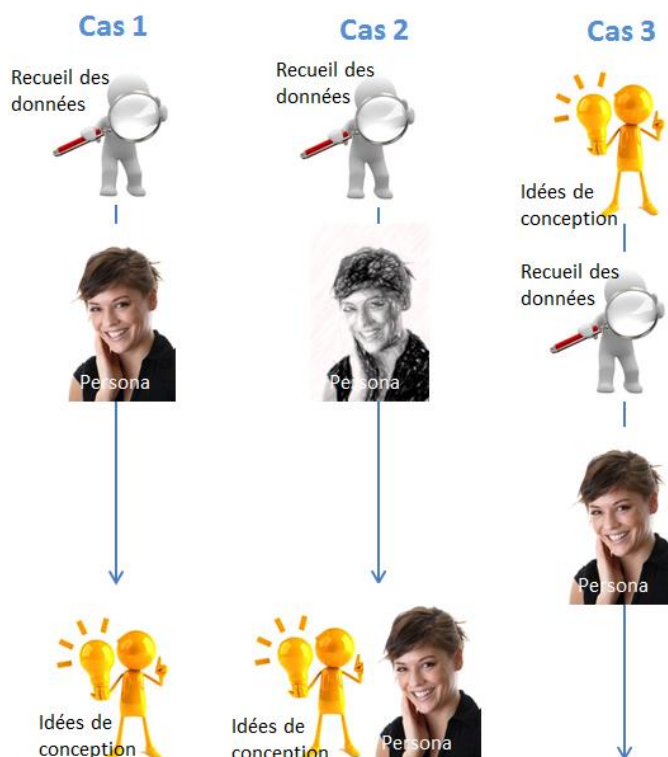 Cas 1
Recueil des
données
Persona
Idées de
conception
Cas 2
Recueil des
données
Persona
Idées de
conception
Persona
Cas 3
Idées de
conception
Recueil des
données
Persona